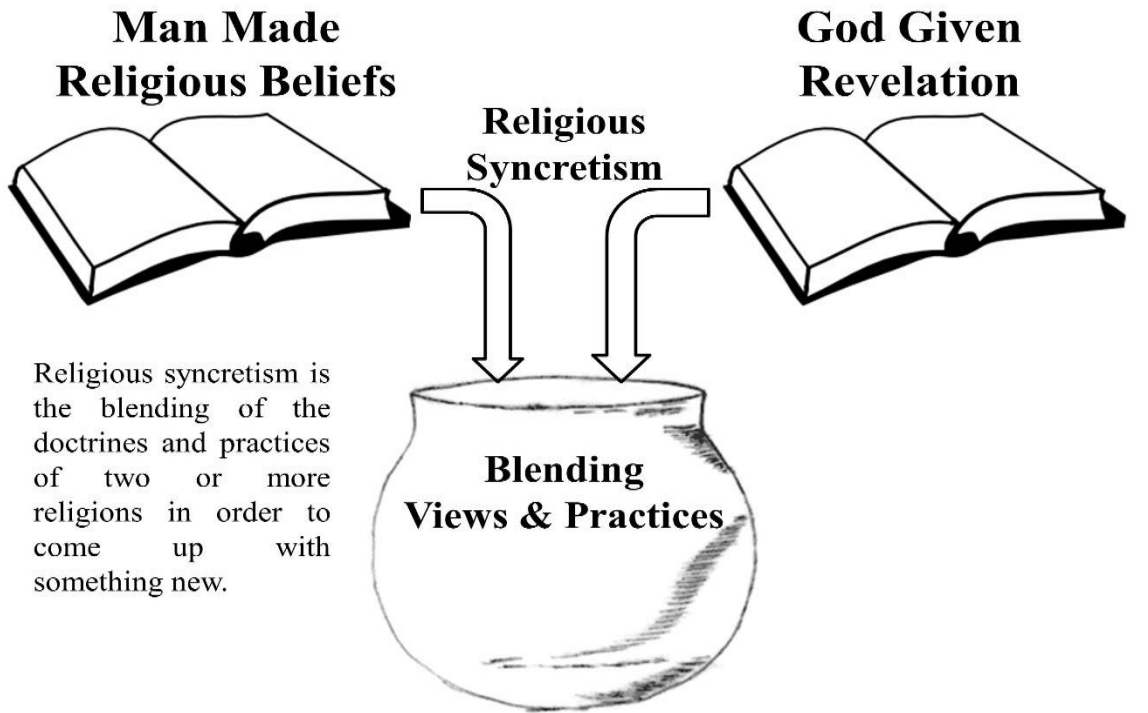 Man Made
Religious Beliefs
God Given
Revelation
Religious
Syncretism
Religious syncretism is
the blending of the
doctrines and practices
of two or more
religions in order to
come up with
something new.
Blending
Views & Practices